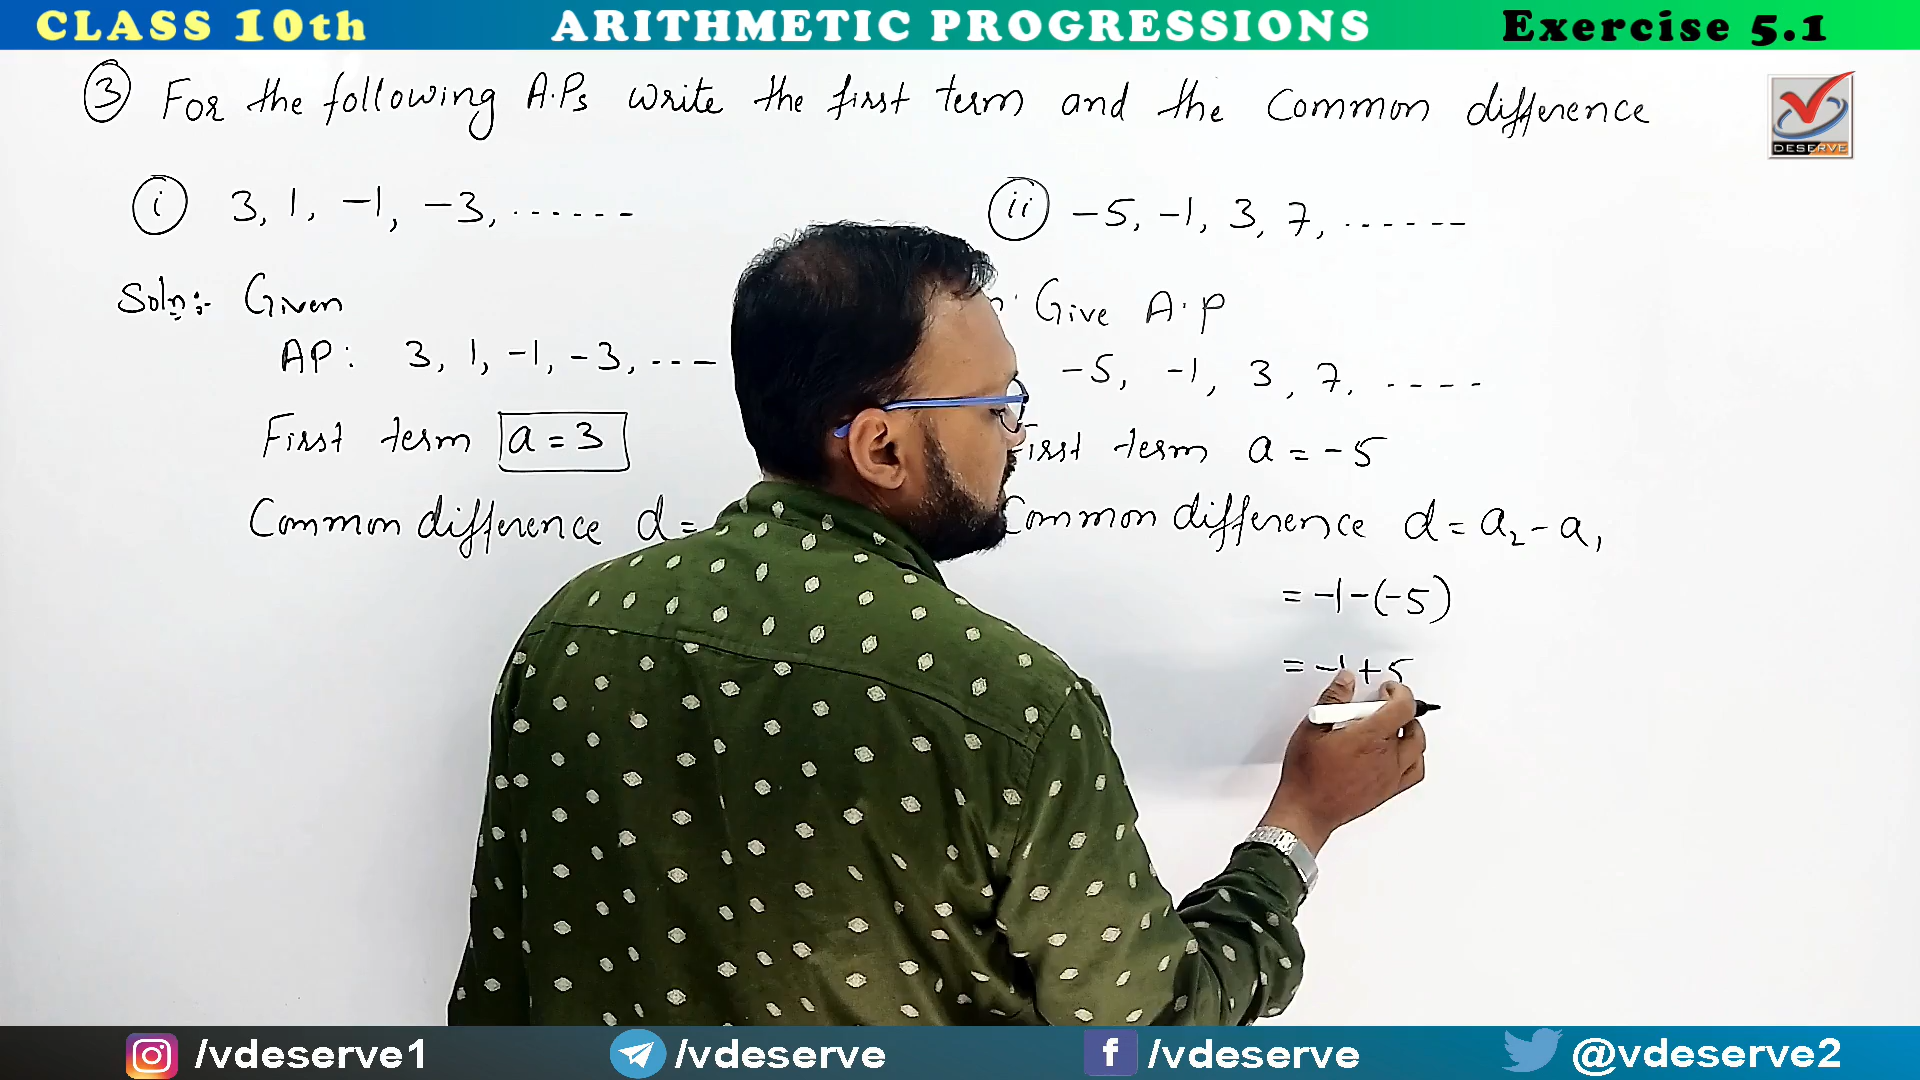 CLASS 10th ARITHMETIC PROGRESSIONS Exercise 5.1
3 For the following A.Ps write the first term and the Common difference
DESERVE
i 3, 1, -1, -3, ......
Soln:- Given
AP: 3, 1, -1, -3, ---
First term a = 3
Common difference d =
ii -5, -1, 3, 7, ......
Give A.P
-5, -1, 3, 7, ....
First term a = -5
Common difference d = a₂ - a₁
= -1-(-5)
= -1+5
/vdeserve1 /vdeserve f /vdeserve @vdeserve2